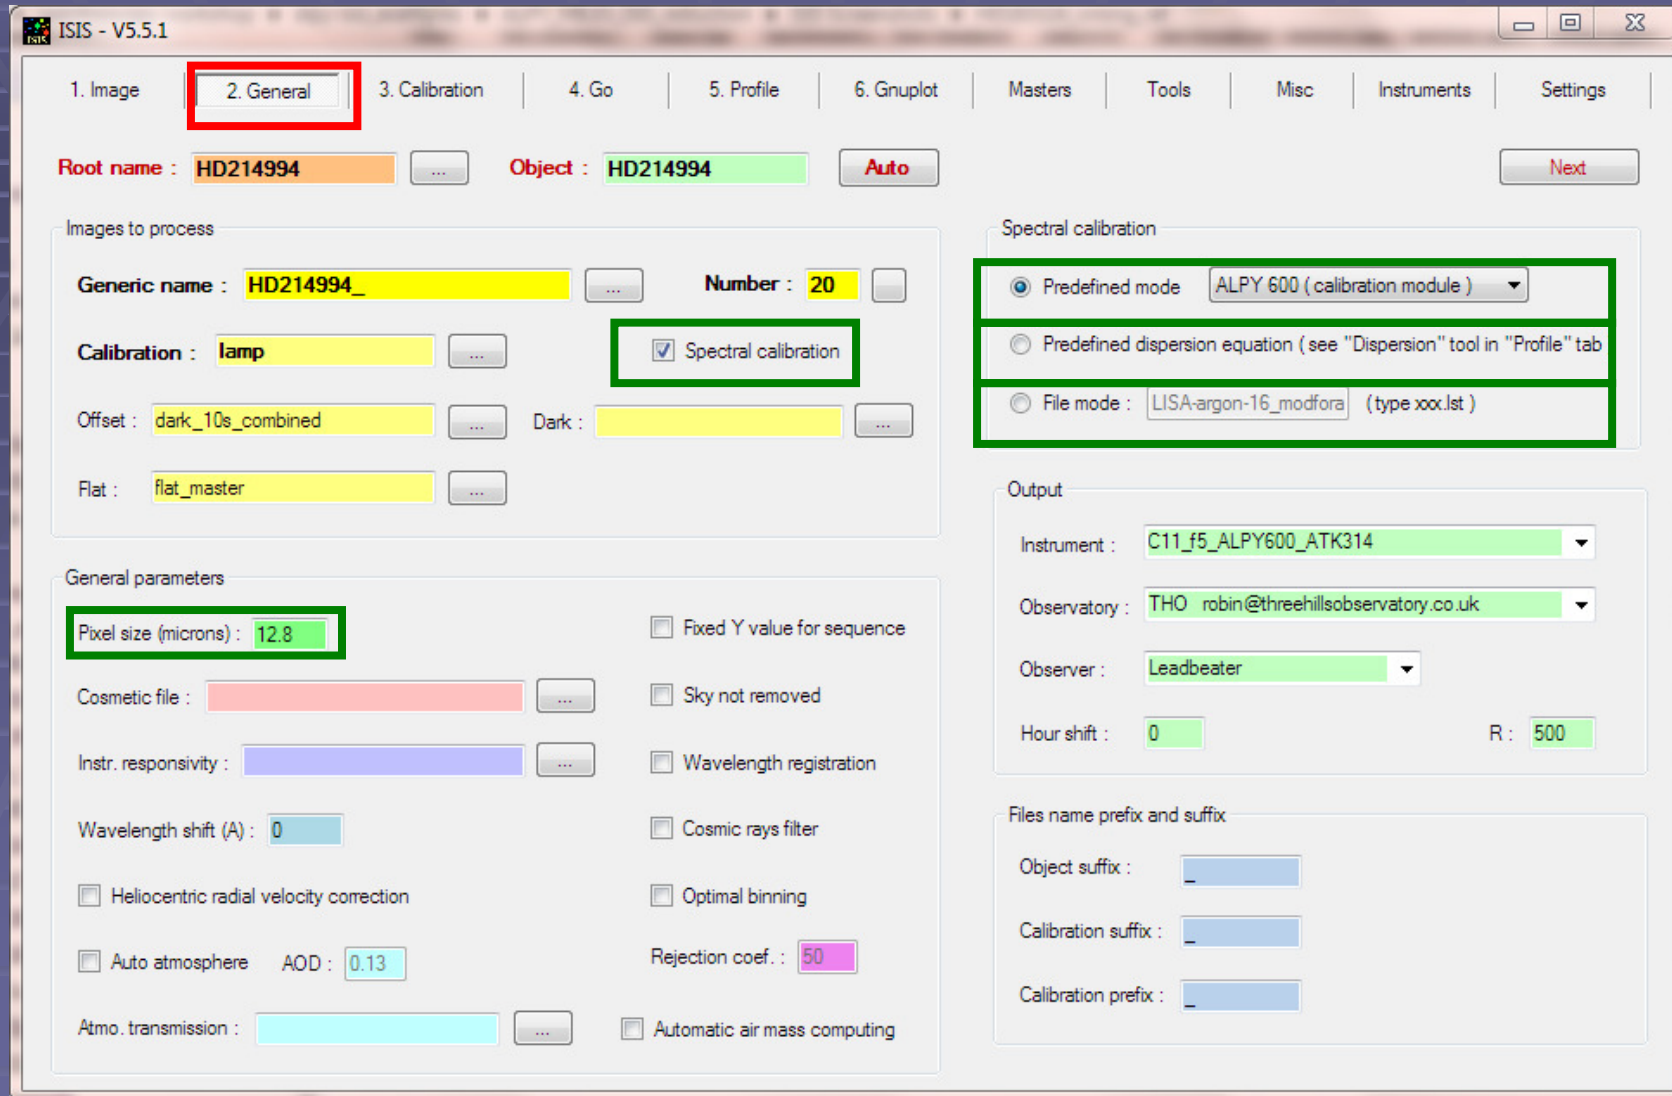 ISIS - V5.5.1
1. Image 2. General 3. Calibration 4. Go 5. Profile 6. Gnuplot Masters Tools Misc Instruments Settings
Root name : HD214994 ... Object : HD214994 Auto Next
Images to process
Generic name : HD214994_ ... Number : 20
Calibration : lamp ... Spectral calibration
Offset : dark_10s_combined ... Dark : ...
Flat : flat_master ...
Spectral calibration
Predefined mode ALPY 600 ( calibration module )
Predefined dispersion equation ( see "Dispersion" tool in "Profile" tab
File mode : LISA-argon-16_modfora (type xxx.lst )
General parameters
Pixel size (microns) : 12.8 Fixed Y value for sequence
Cosmetic file : ... Sky not removed
Instr. responsivity : ... Wavelength registration
Wavelength shift (A) : 0 Cosmic rays filter
Heliocentric radial velocity correction Optimal binning
Auto atmosphere AOD : 0.13 Rejection coef. : 50
Atmo. transmission : ... Automatic air mass computing
Output
Instrument : C11_f5_ALPY600_ATK314
Observatory : THO robin@threehillsobservatory.co.uk
Observer : Leadbeater
Hour shift : 0 R : 500
Files name prefix and suffix
Object suffix : _
Calibration suffix : _
Calibration prefix : _